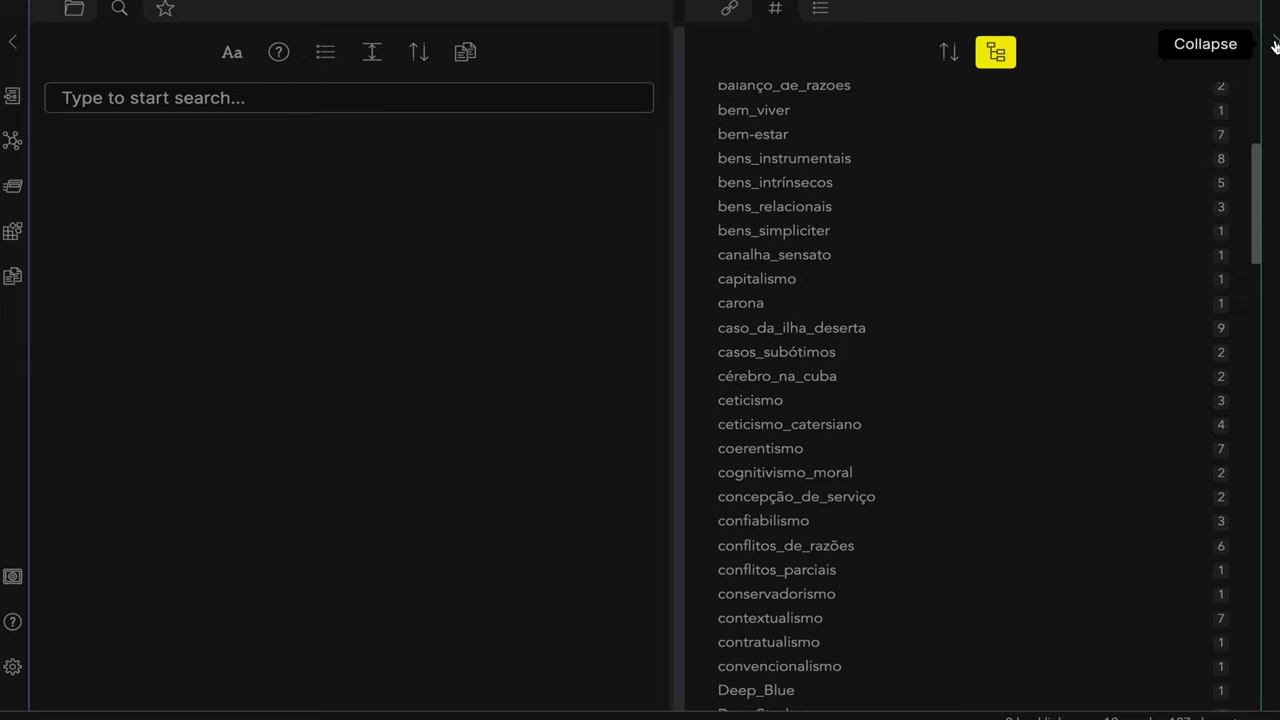 Collapse
Aa
Type to start search...
balanço_de_razões 2
bem_viver 1
bem-estar 7
bens_instrumentais 8
bens_intrínsecos 5
bens_relacionais 3
bens_simpliciter 1
canalha_sensato 1
capitalismo 1
carona 1
caso_da_ilha_deserta 9
casos_subótimos 2
cérebro_na_cuba 2
ceticismo 3
ceticismo_catersiano 4
coerentismo 7
cognitivismo_moral 2
concepção_de_serviço 2
confiabilismo 3
conflitos_de_razões 6
conflitos_parciais 1
conservadorismo 1
contextualismo 7
contratualismo 1
convencionalismo 1
Deep_Blue 1